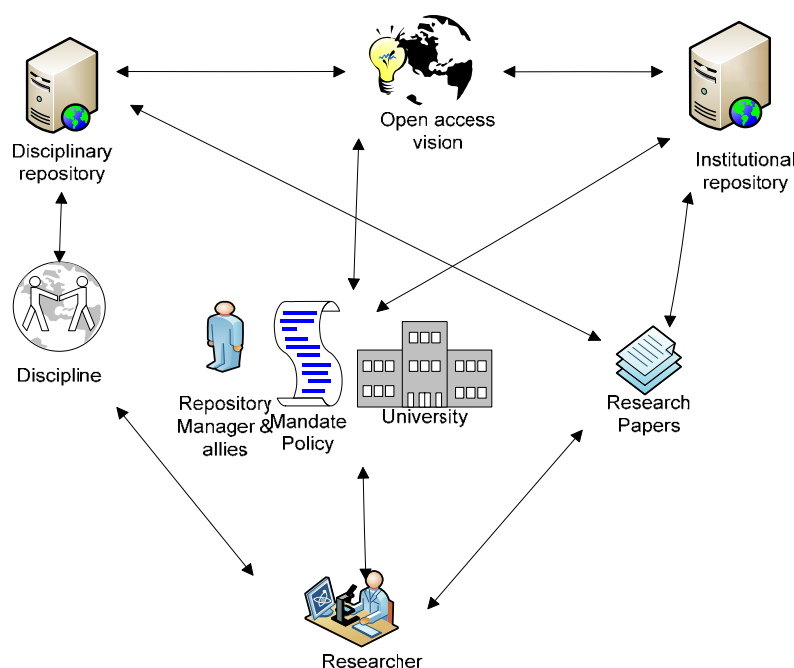 Open access
vision
Disciplinary
repository
Institutional
repository
Discipline
Repository
Manager &
allies
Mandate
Policy
University
Research
Papers
Researcher